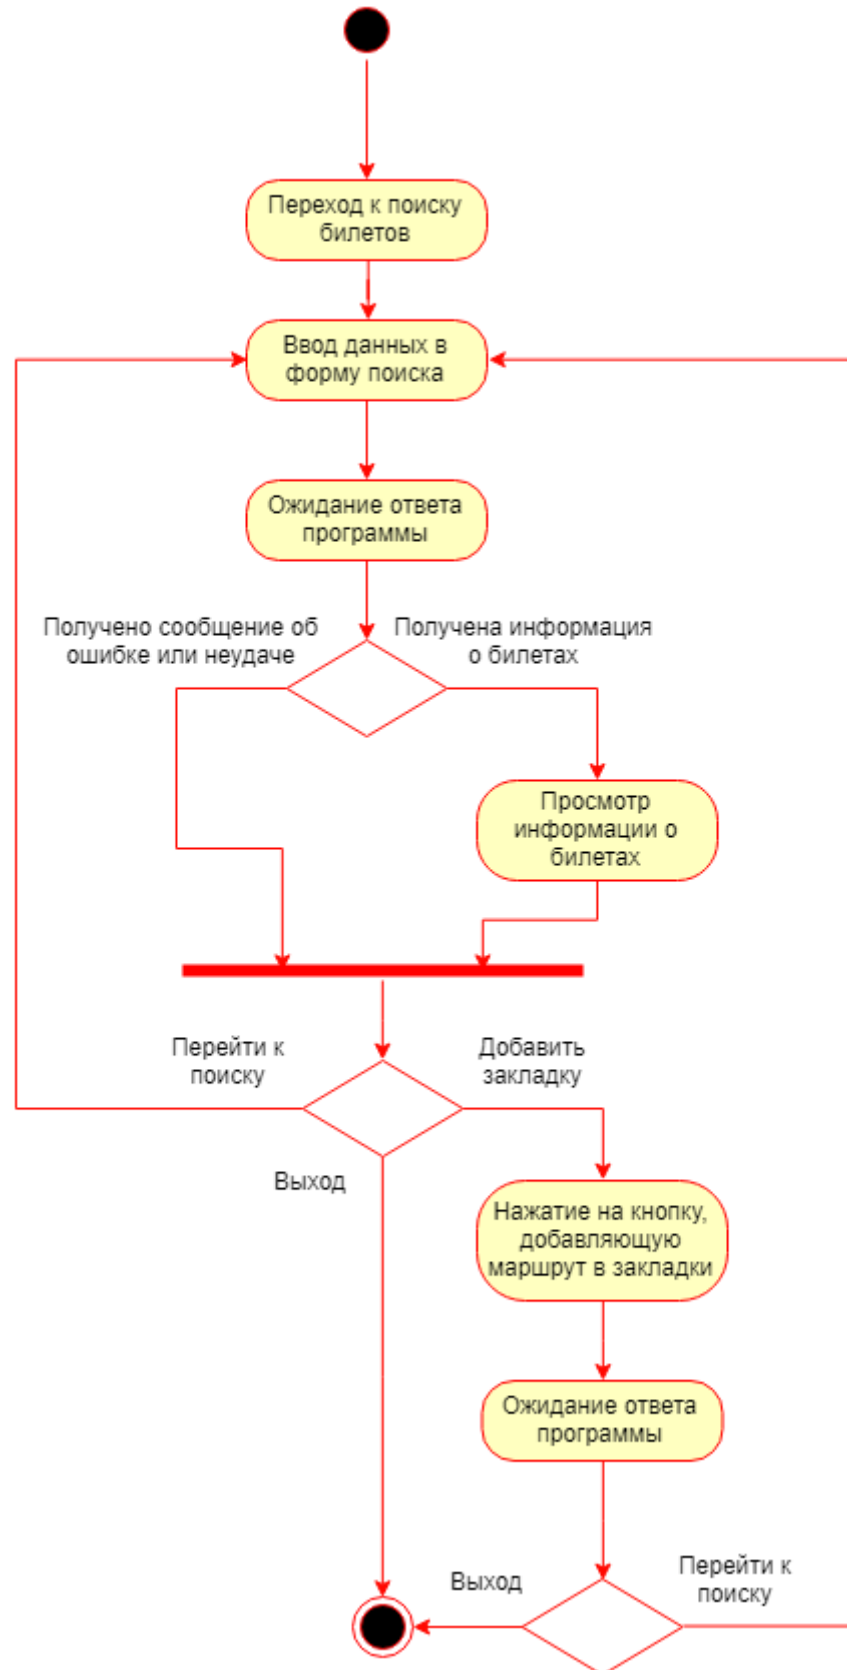 Переход к поиску
билетов
Ввод данных в
форму поиска
Ожидание ответа
программы
Получено сообщение об
ошибке или неудаче
Получена информация
о билетах
Просмотр
информации о
билетах
Перейти к
поиску
Добавить
закладку
Выход
Нажатие на кнопку,
добавляющую
маршрут в закладки
Ожидание ответа
программы
Выход
Перейти к
поиску